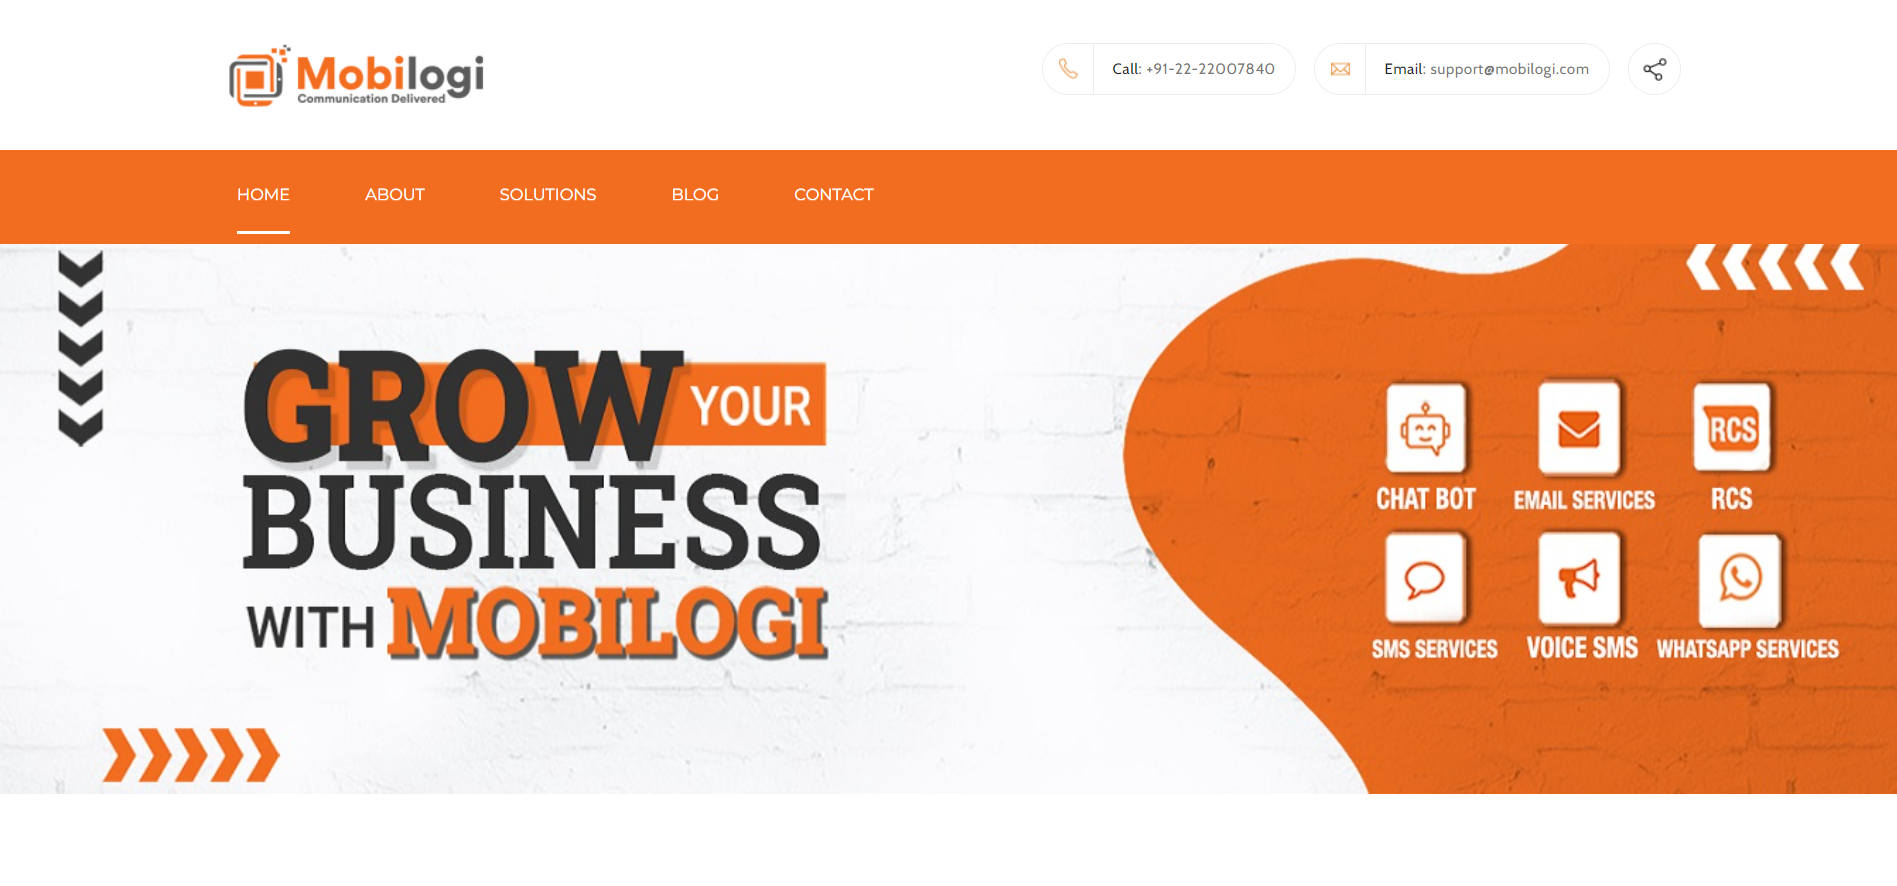 Mobilogi
Communication Delivered
Call: +91-22-22007840
Email: support@mobilogi.com
HOME ABOUT SOLUTIONS BLOG CONTACT
GROW YOUR
BUSINESS
WITH MOBILOGI
RCS
CHAT BOT EMAIL SERVICES RCS
SMS SERVICES VOICE SMS WHATSAPP SERVICES